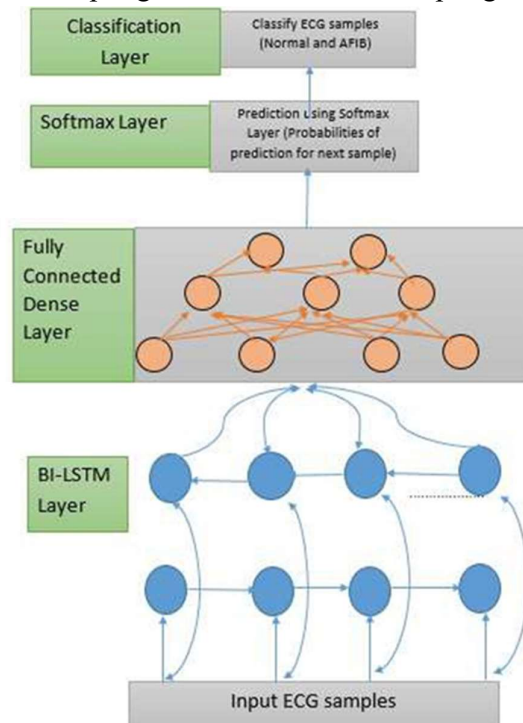 Classification
Layer
Classify ECG samples
(Normal and AFIB)
Softmax Layer
Prediction using Softmax
Layer (Probabilities of
prediction for next sample)
Fully
Connected
Dense
Layer
BI-LSTM
Layer
Input ECG samples